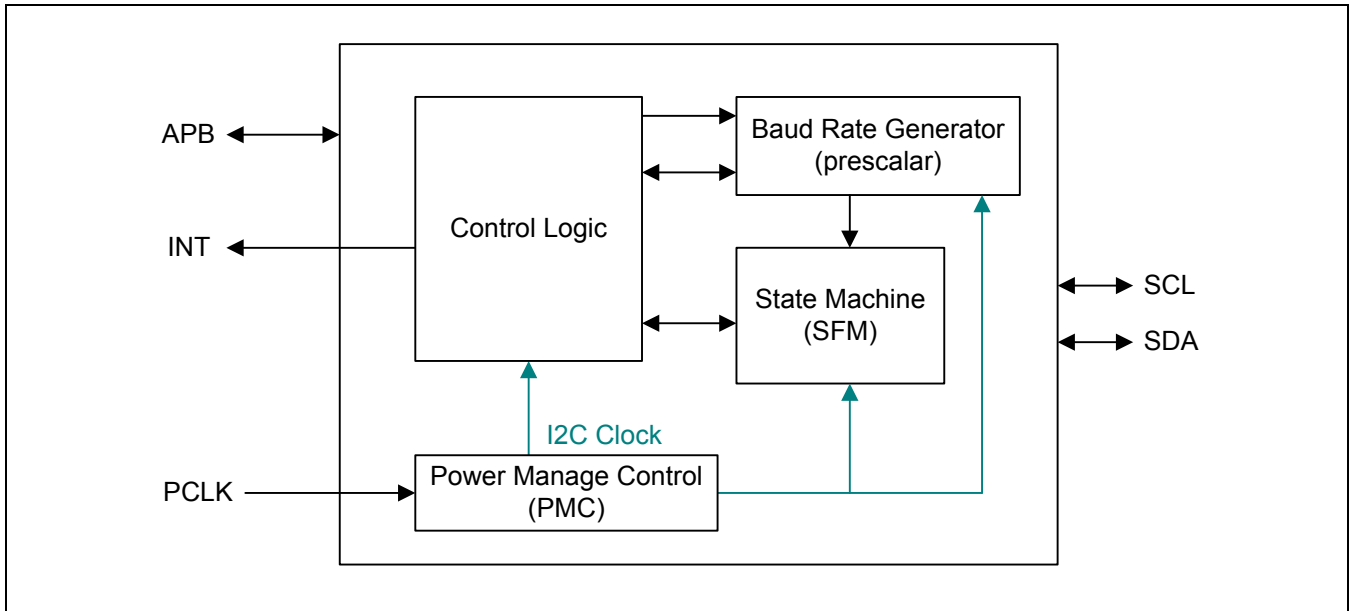 APB
INT
PCLK
Control Logic
Baud Rate Generator
(prescalar)
State Machine
(SFM)
I2C Clock
Power Manage Control
(PMC)
SCL
SDA